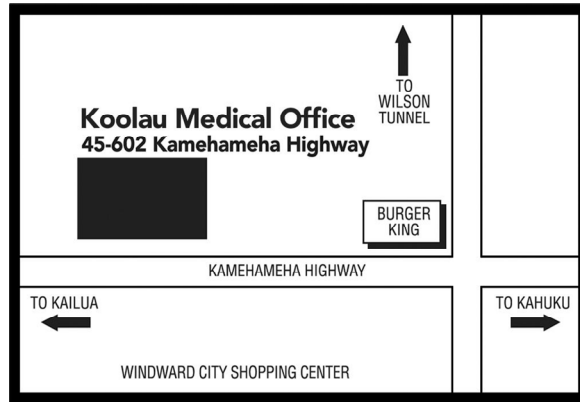 TO
WILSON
TUNNEL
Koolau Medical Office
45-602 Kamehameha Highway
BURGER
KING
KAMEHAMEHA HIGHWAY
TO KAILUA
TO KAHUKU
WINDWARD CITY SHOPPING CENTER